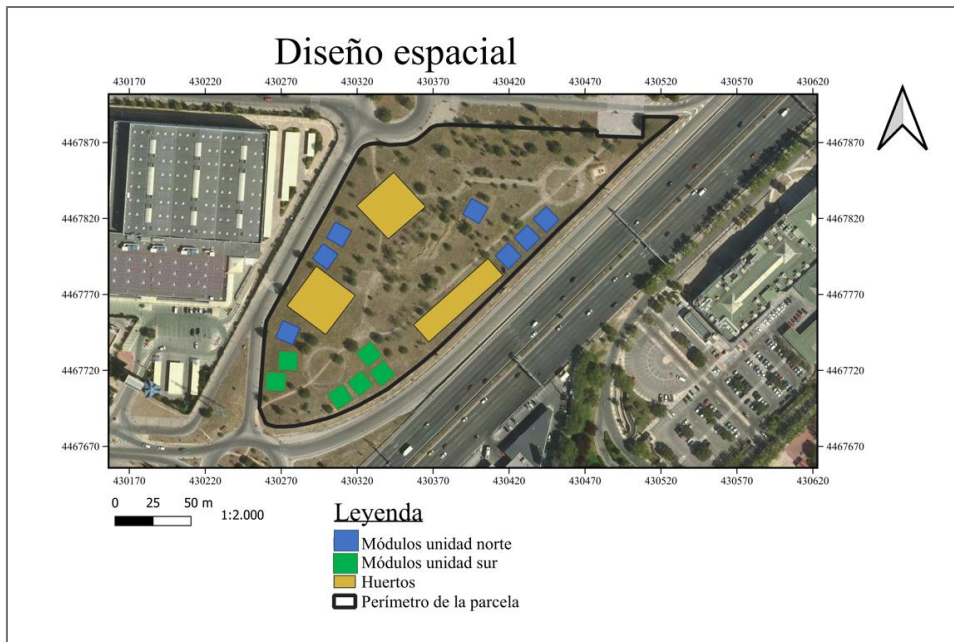 Diseño espacial
430170 430220 430270 430320 430370 430420 430470 430520 430570 430620
4467870 4467870
4467820 4467820
4467770 4467770
4467720 4467720
4467670 4467670
430170 430220 430270 430320 430370 430420 430470 430520 430570 430620
0 25 50 m
1:2.000
Leyenda
Módulos unidad norte
Módulos unidad sur
Huertos
Perímetro de la parcela